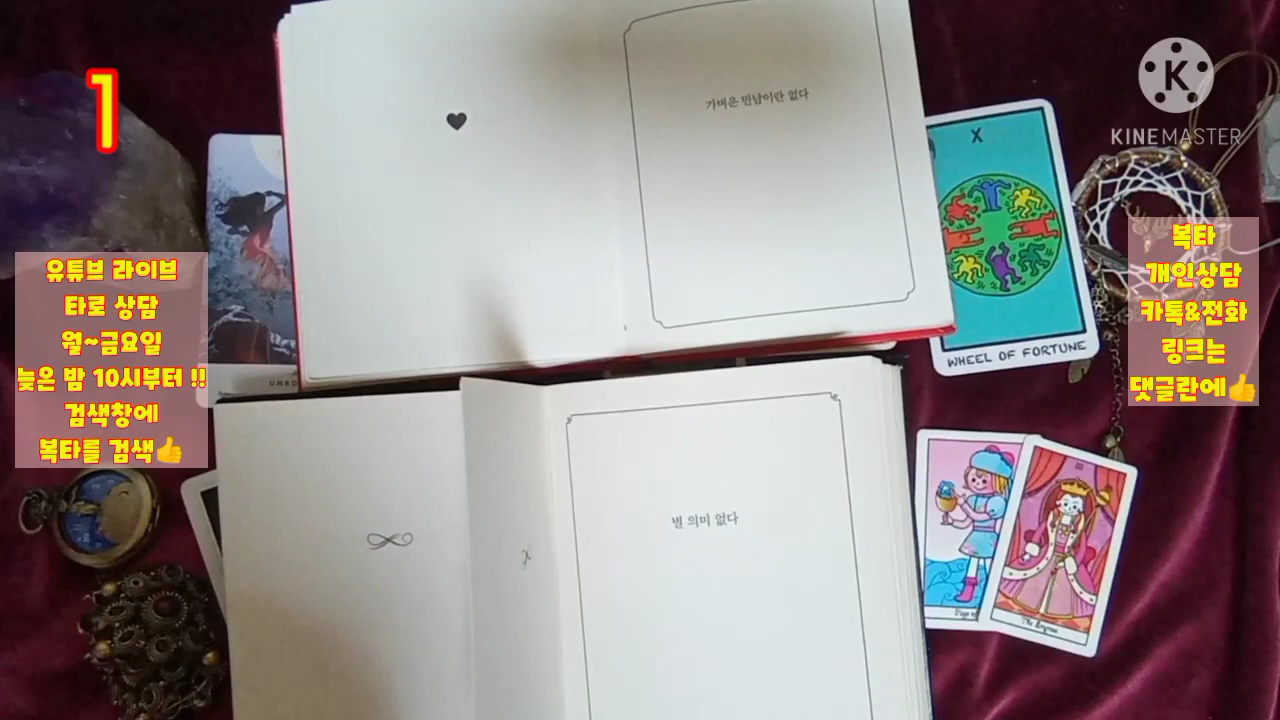 1
유튜브 라이브
타로 상담
월~금요일
늦은 밤 10시부터 !!
검색창에
복타를 검색👍
가벼운 만남이란 없다
별 의미 없다
X
WHEEL OF FORTUNE
The Empress
KINEMASTER
복타
개인상담
카톡&전화
링크는
댓글란에👍